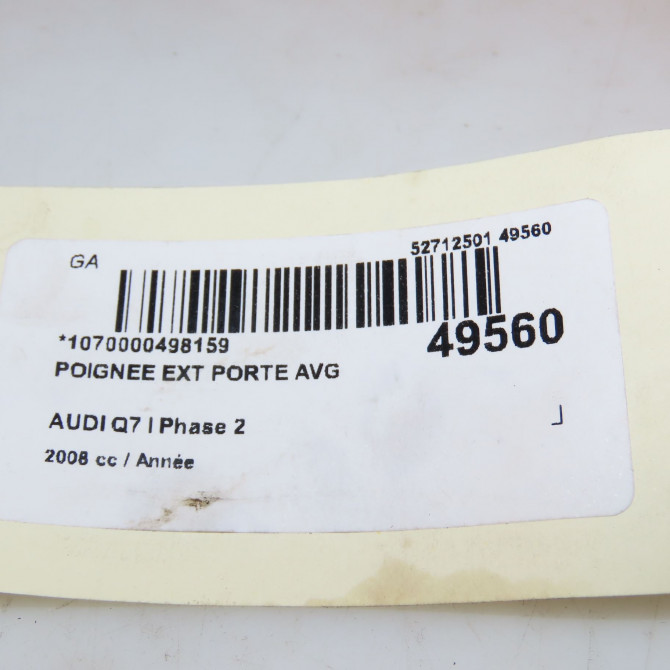 GA
52712501 49560
*1070000498159
49560
POIGNEE EXT PORTE AVG
AUDI Q7 I Phase 2
2008 cc / Année